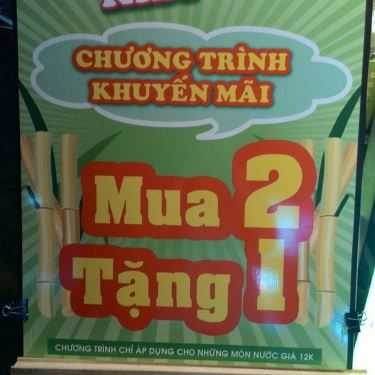 CHƯƠNG TRÌNH
KHUYẾN MÃI
Mua 2
Tặng 1
CHƯƠNG TRÌNH CHỈ ÁP DỤNG CHO NHỮNG MÓN NƯỚC GIÁ 12K